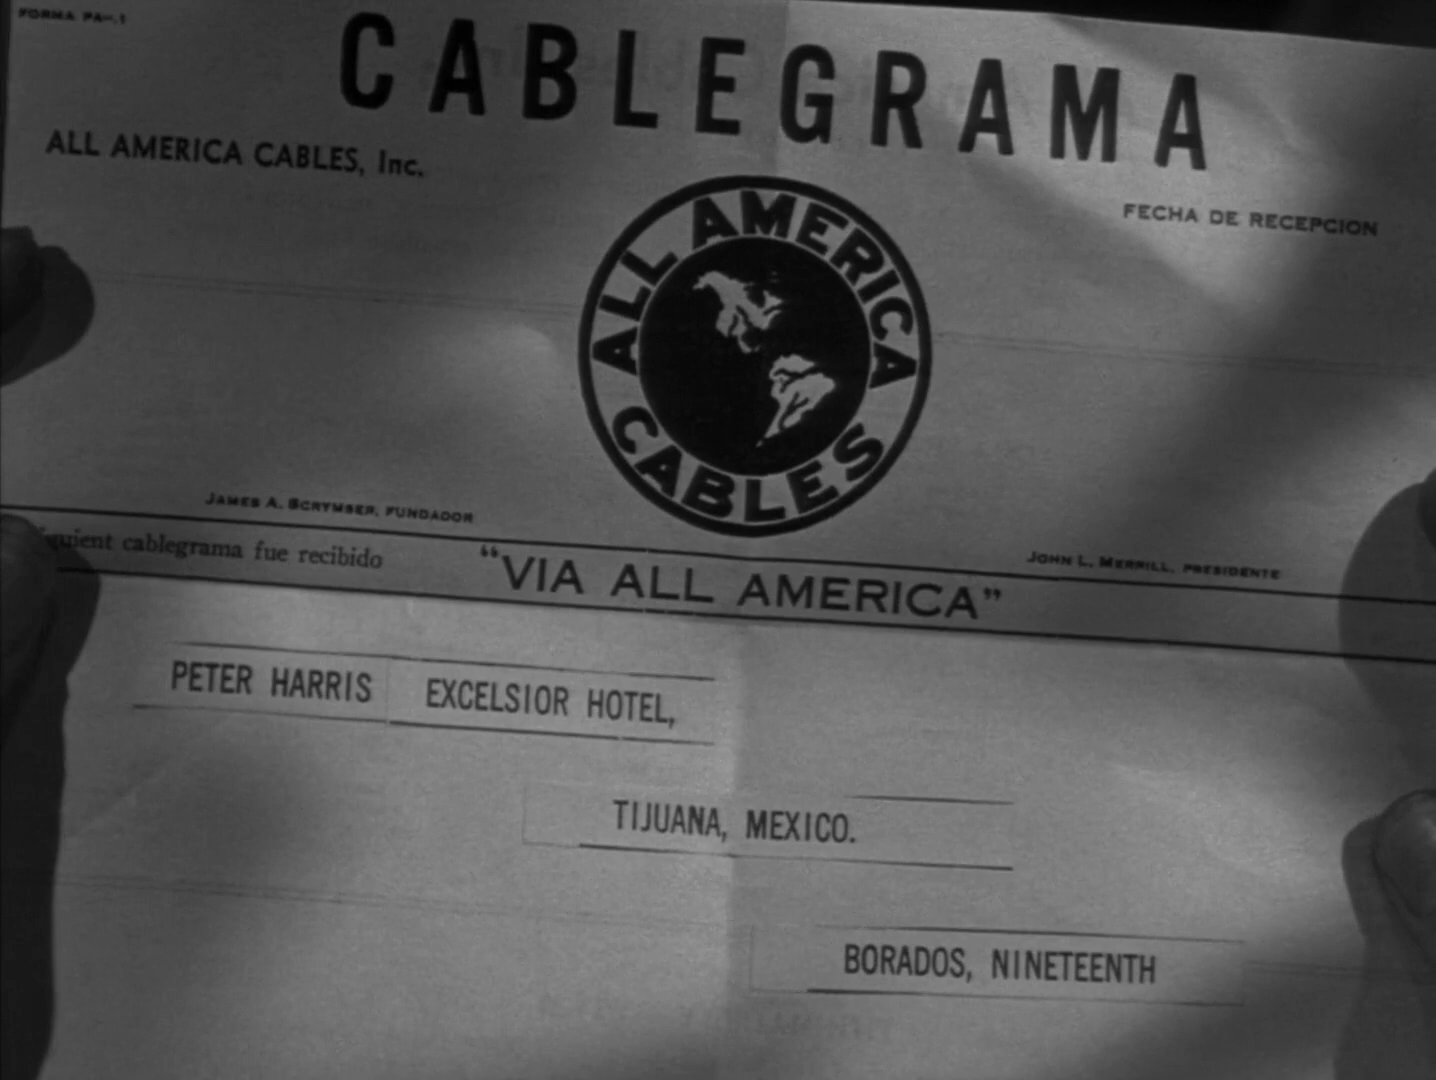 FORMA PA-.1
CABLEGRAMA
ALL AMERICA CABLES, Inc.
FECHA DE RECEPCION
ALL AMERICA CABLES
JAMES A. SCRYMSER, FUNDADOR
JOHN L. MERRILL, PRESIDENTE
cablegrama fue recibido
"VIA ALL AMERICA"
PETER HARRIS EXCELSIOR HOTEL,
TIJUANA, MEXICO.
BORADOS, NINETEENTH